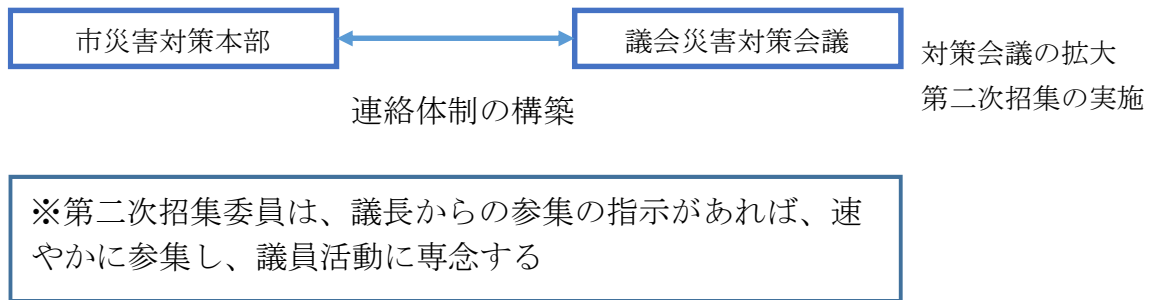 市災害対策本部
議会災害対策会議
対策会議の拡大
第二次招集の実施
連絡体制の構築
※第二次招集委員は、議長からの参集の指示があれば、速
やかに参集し、議員活動に専念する